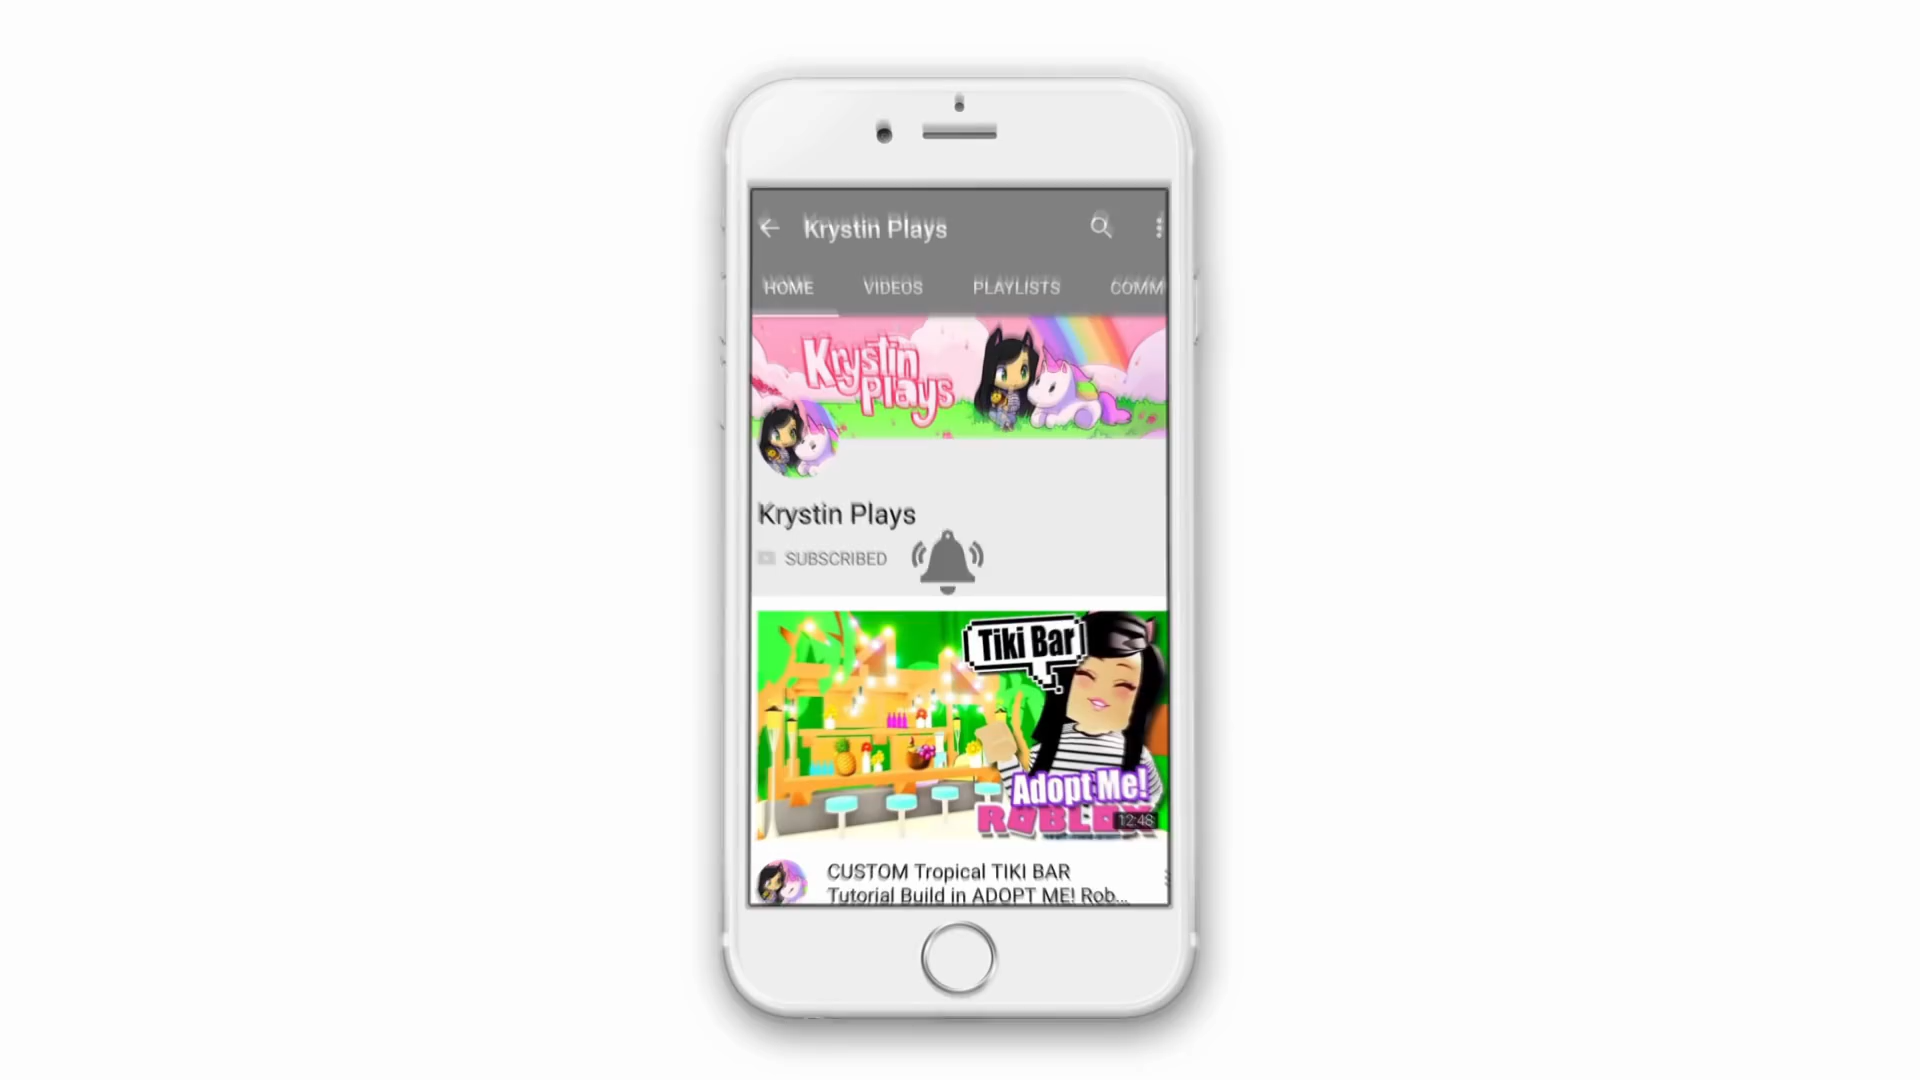 Krystin Plays
HOME VIDEOS PLAYLISTS COMM
Krystin
Plays
Krystin Plays
SUBSCRIBED
Tiki Bar
Adopt Me!
ROBLOX
12:48
CUSTOM Tropical TIKI BAR
Tutorial Build in ADOPT ME! Rob...